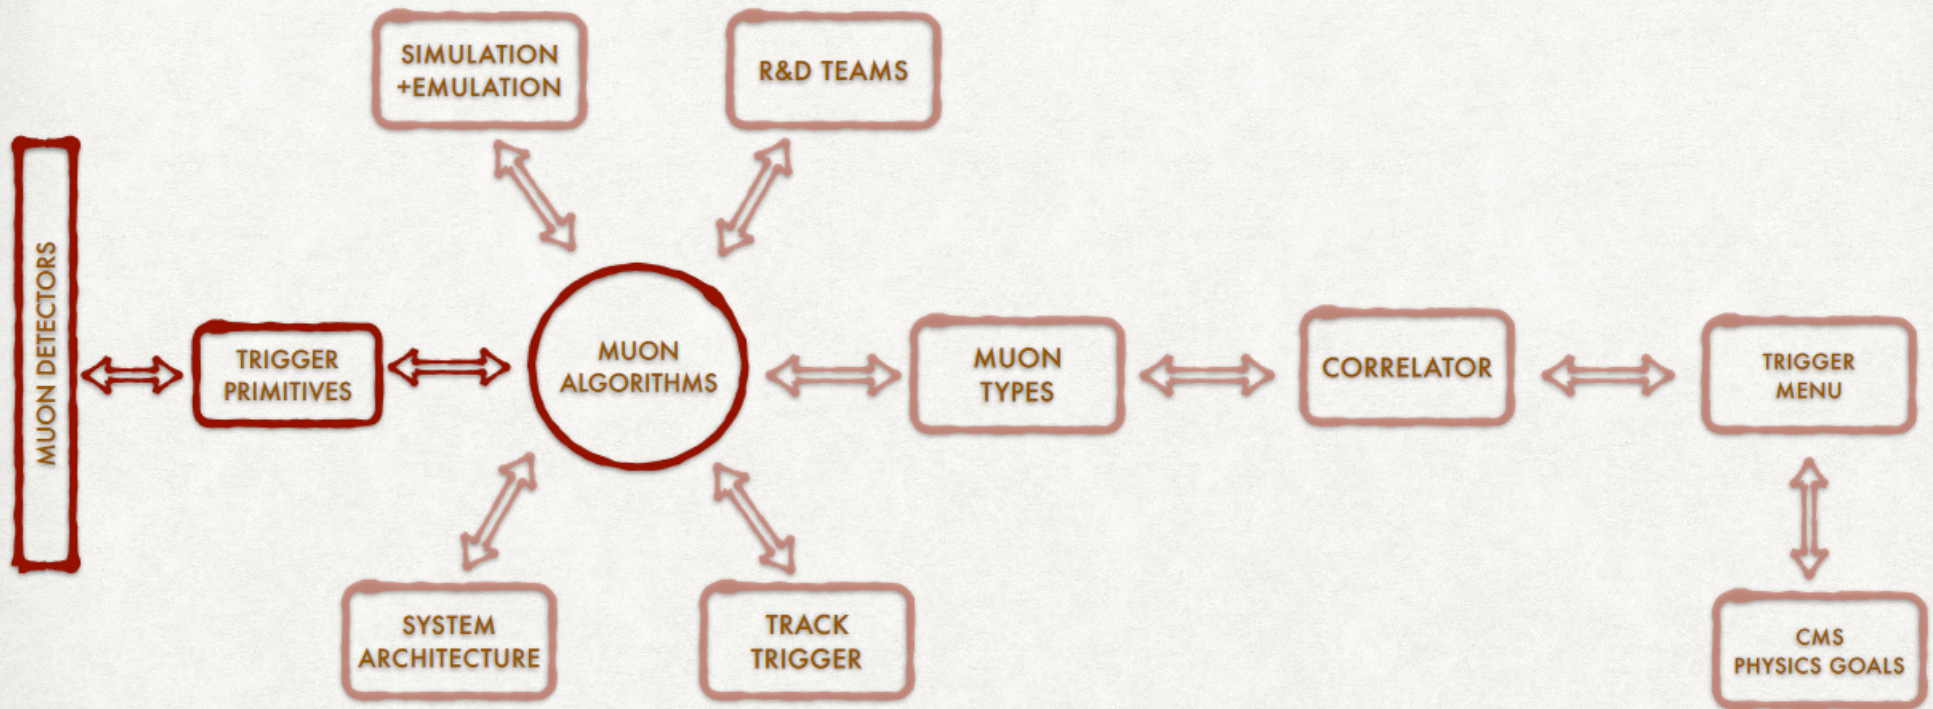 SIMULATION
+EMULATION
R&D TEAMS
MUON DETECTORS
TRIGGER
PRIMITIVES
MUON
ALGORITHMS
MUON
TYPES
CORRELATOR
TRIGGER
MENU
SYSTEM
ARCHITECTURE
TRACK
TRIGGER
CMS
PHYSICS GOALS